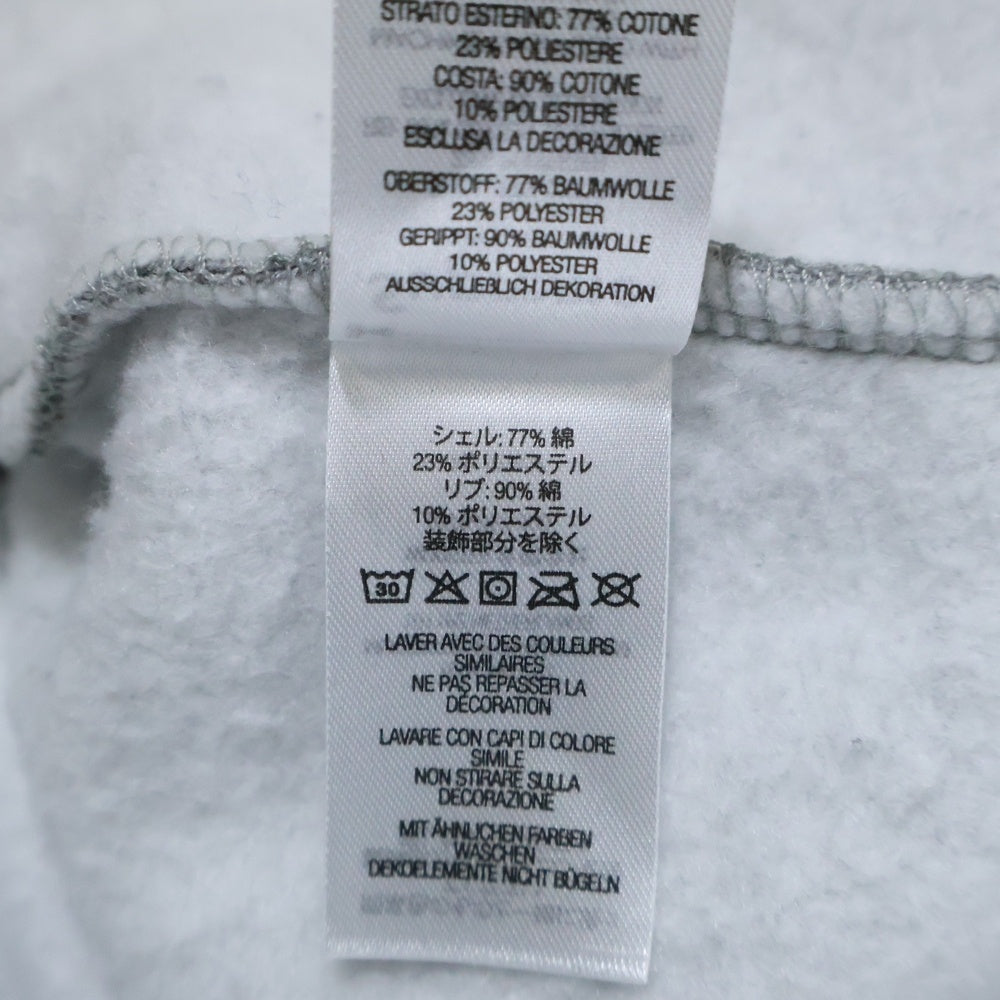 STRATO ESTERNO: 77% COTONE
23% POLIESTERE
COSTA: 90% COTONE
10% POLIESTERE
ESCLUSA LA DECORAZIONE
OBERSTOFF: 77% BAUMWOLLE
23% POLYESTER
GERIPPT: 90% BAUMWOLLE
10% POLYESTER
AUSSCHLIEBLICH DEKORATION
シェル: 77% 綿
23% ポリエステル
リブ: 90% 綿
10% ポリエステル
装飾部分を除く
30
LAVER AVEC DES COULEURS
SIMILAIRES
NE PAS REPASSER LA
DÉCORATION
LAVARE CON CAPI DI COLORE
SIMILE
NON STIRARE SULLA
DECORAZIONE
MIT ÄHNLICHEN FARBEN
WASCHEN
DEKOELEMENTE NICHT BÜGELN